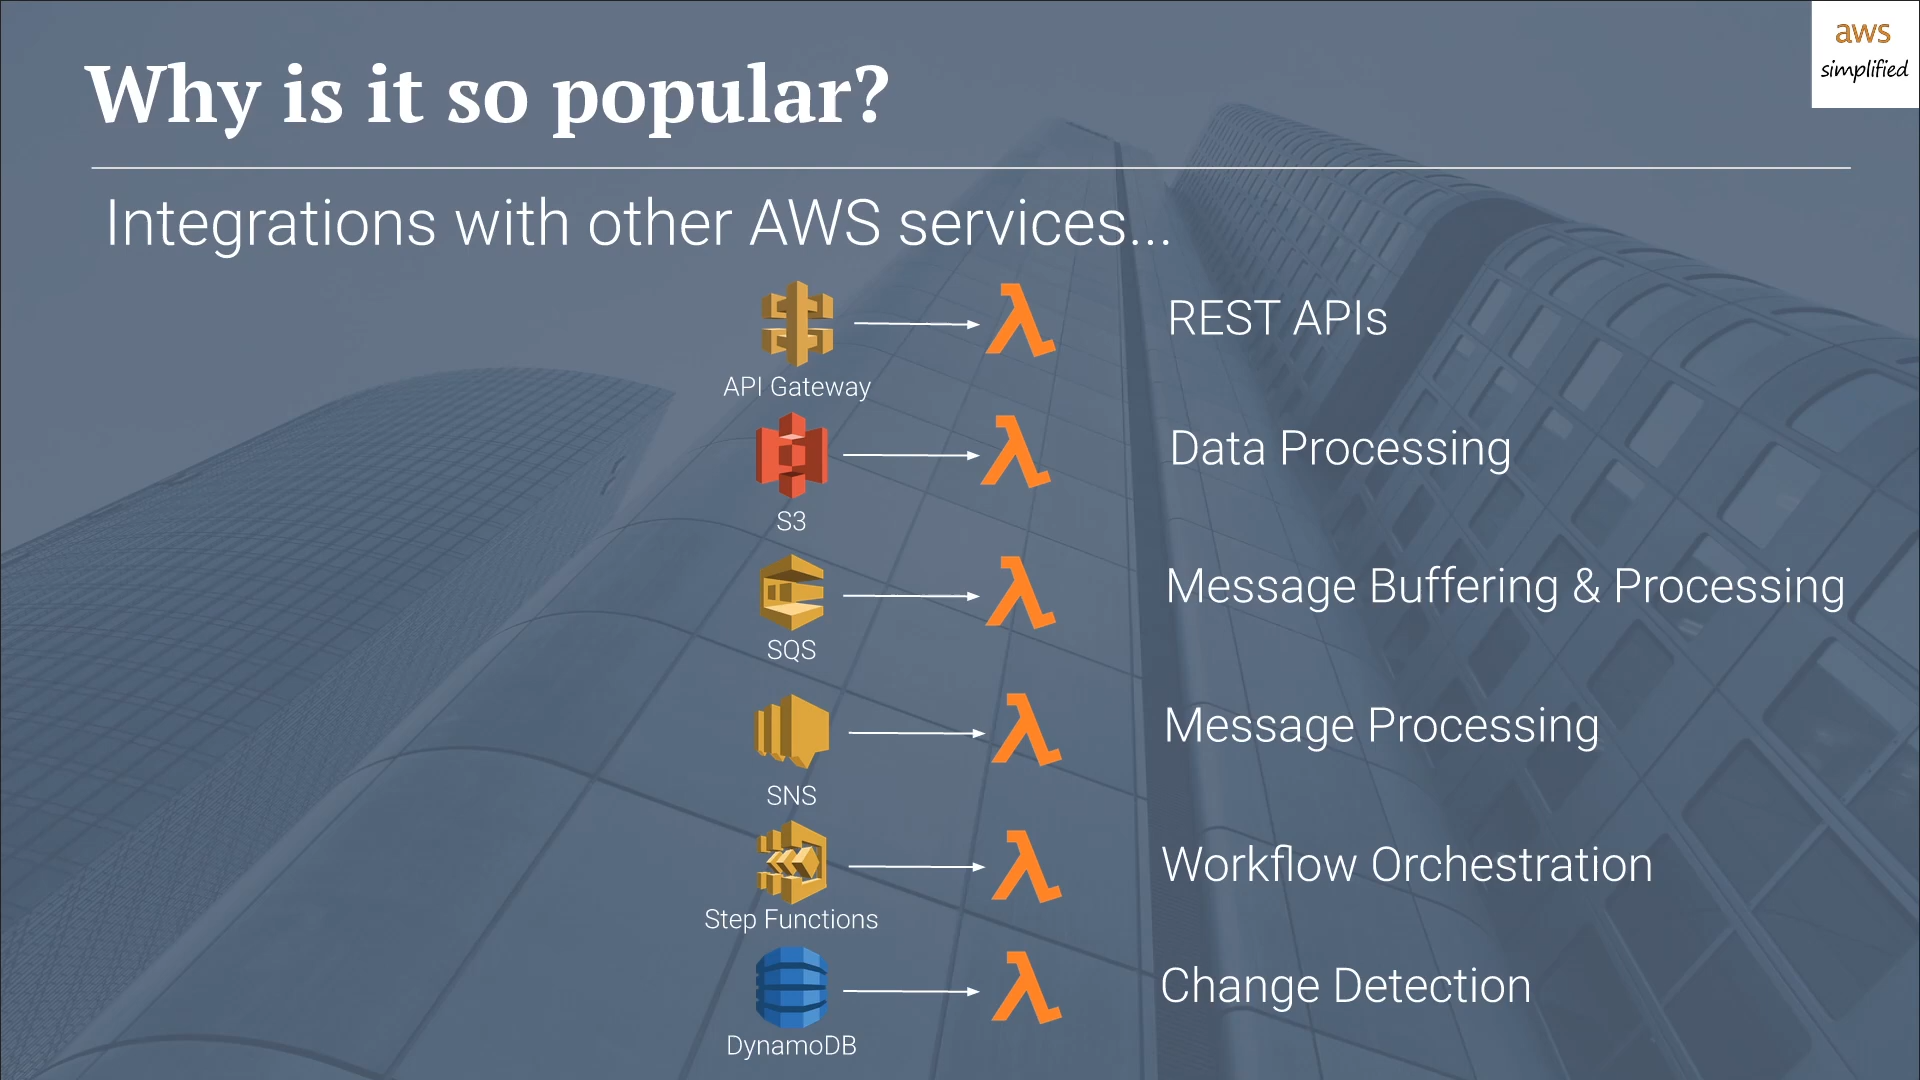 aws
simplified
Why is it so popular?
Integrations with other AWS services...
API Gateway
REST APIs
S3
Data Processing
SQS
Message Buffering & Processing
SNS
Message Processing
Step Functions
Workflow Orchestration
DynamoDB
Change Detection